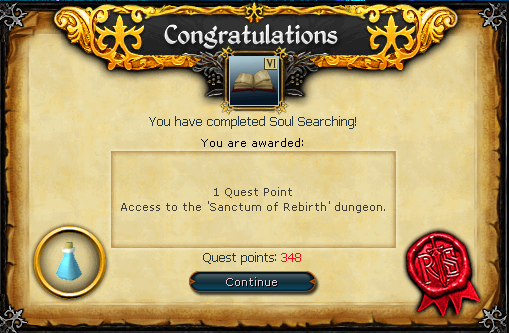 Congratulations
VI
You have completed Soul Searching!
You are awarded:
1 Quest Point
Access to the 'Sanctum of Rebirth' dungeon.
Quest points: 348
RS
Continue